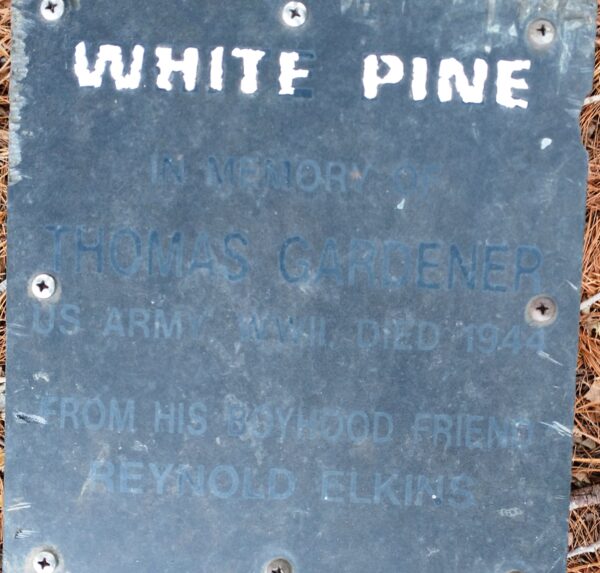 WHITE PINE
IN MEMORY OF
THOMAS GARDENER
US ARMY WWII DIED 1944
FROM HIS BOYHOOD FRIEND
REYNOLD ELKINS